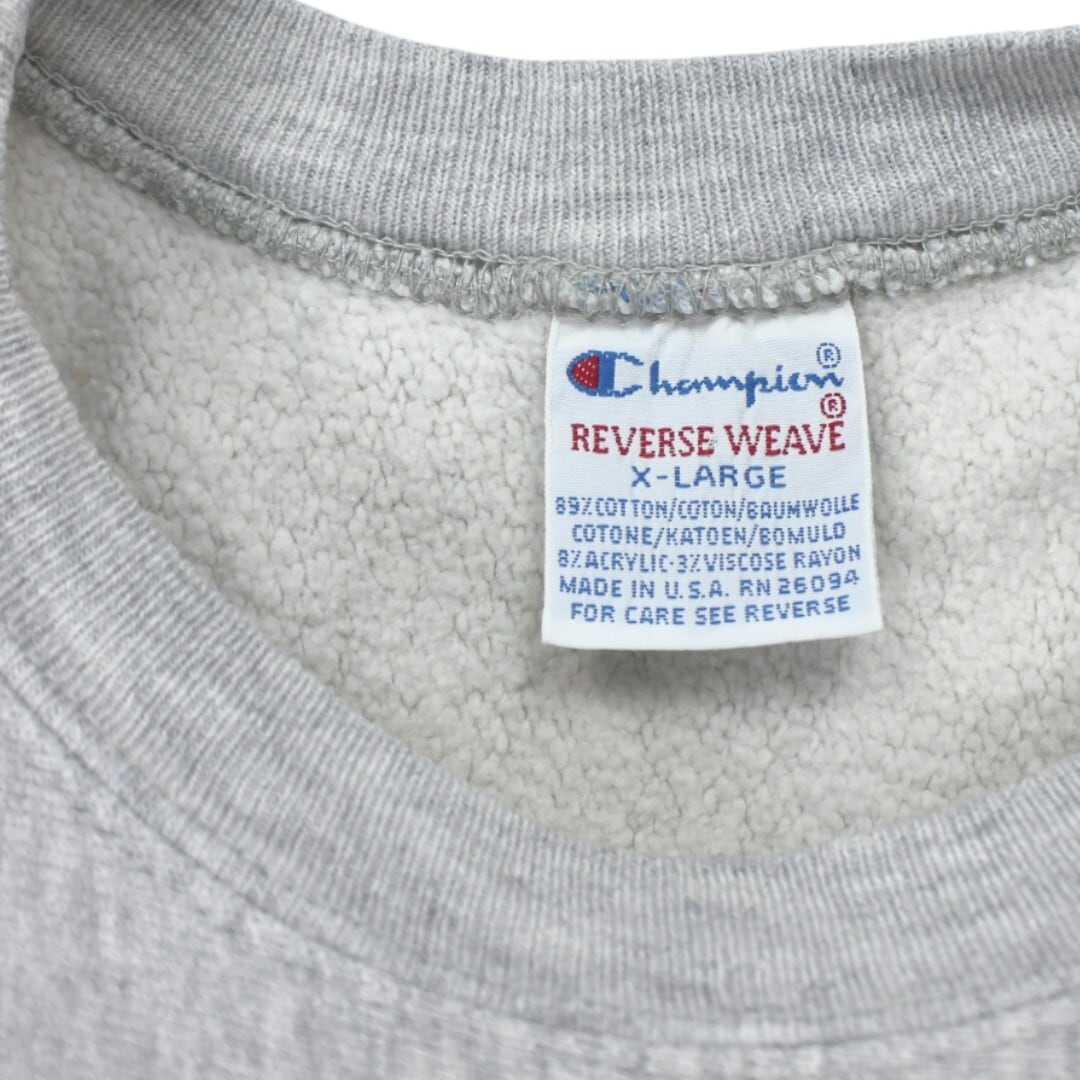 Champion®
REVERSE WEAVE®
X-LARGE
89% COTTON/COTON/BAUMWOLLE
COTONE/KATOEN/BOMULD
8% ACRYLIC·3% VISCOSE RAYON
MADE IN U.S.A. RN 26094
FOR CARE SEE REVERSE